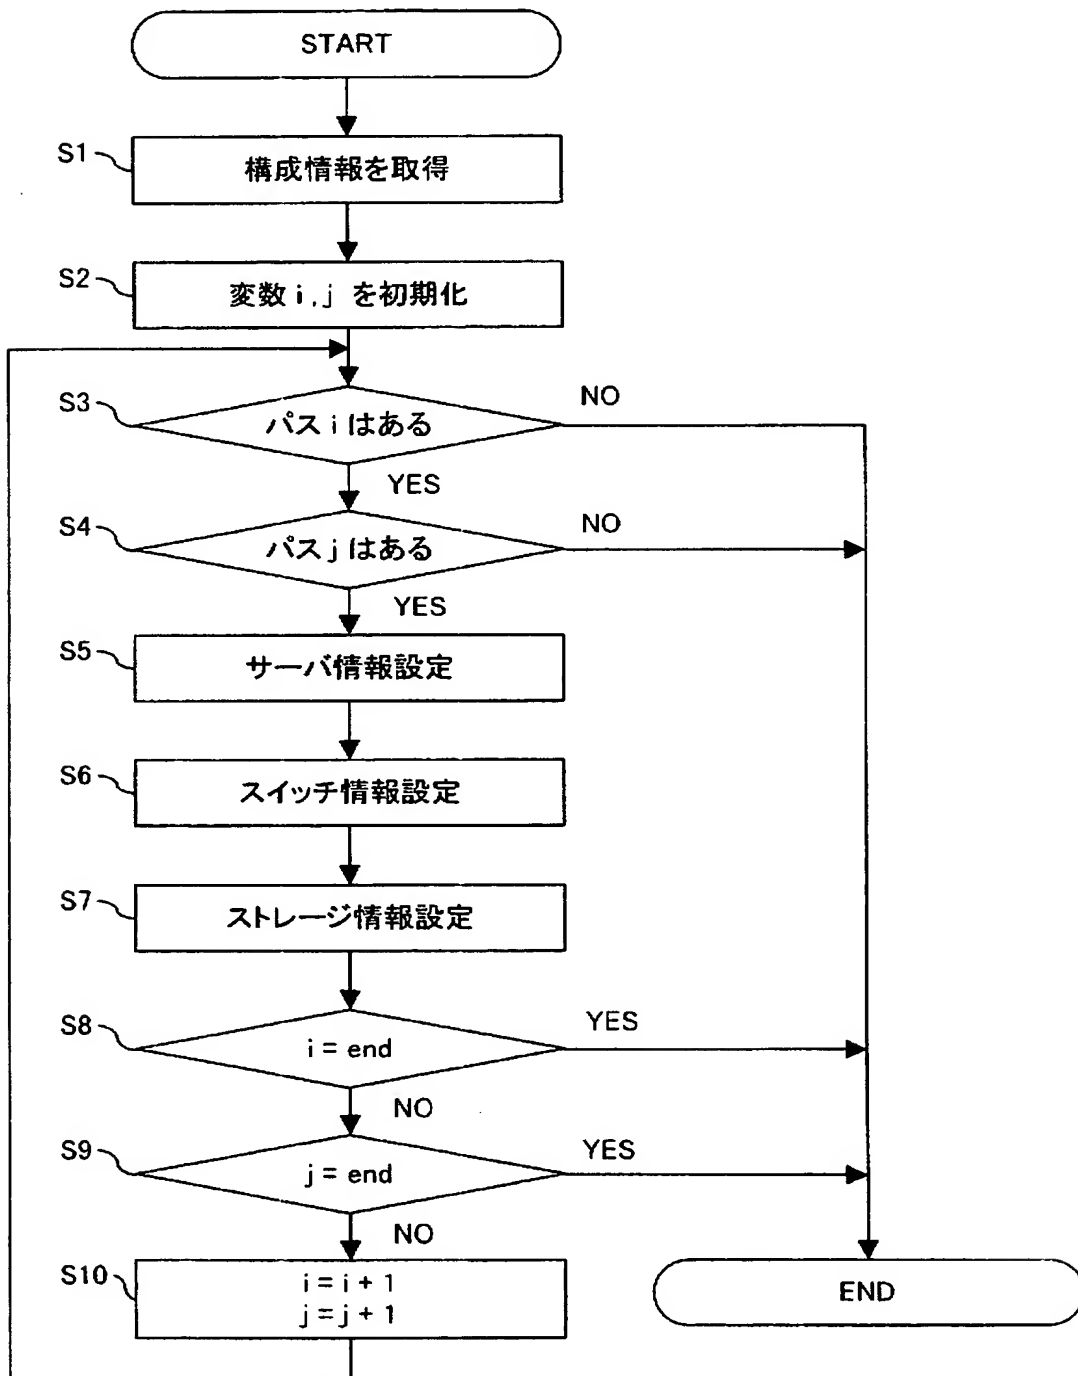 START
S1
構成情報を取得
S2
変数 i, j を初期化
S3
パス i はある
NO
YES
S4
パス j はある
NO
YES
S5
サーバ情報設定
S6
スイッチ情報設定
S7
ストレージ情報設定
S8
i = end
YES
NO
S9
j = end
YES
NO
S10
i = i + 1
j = j + 1
END